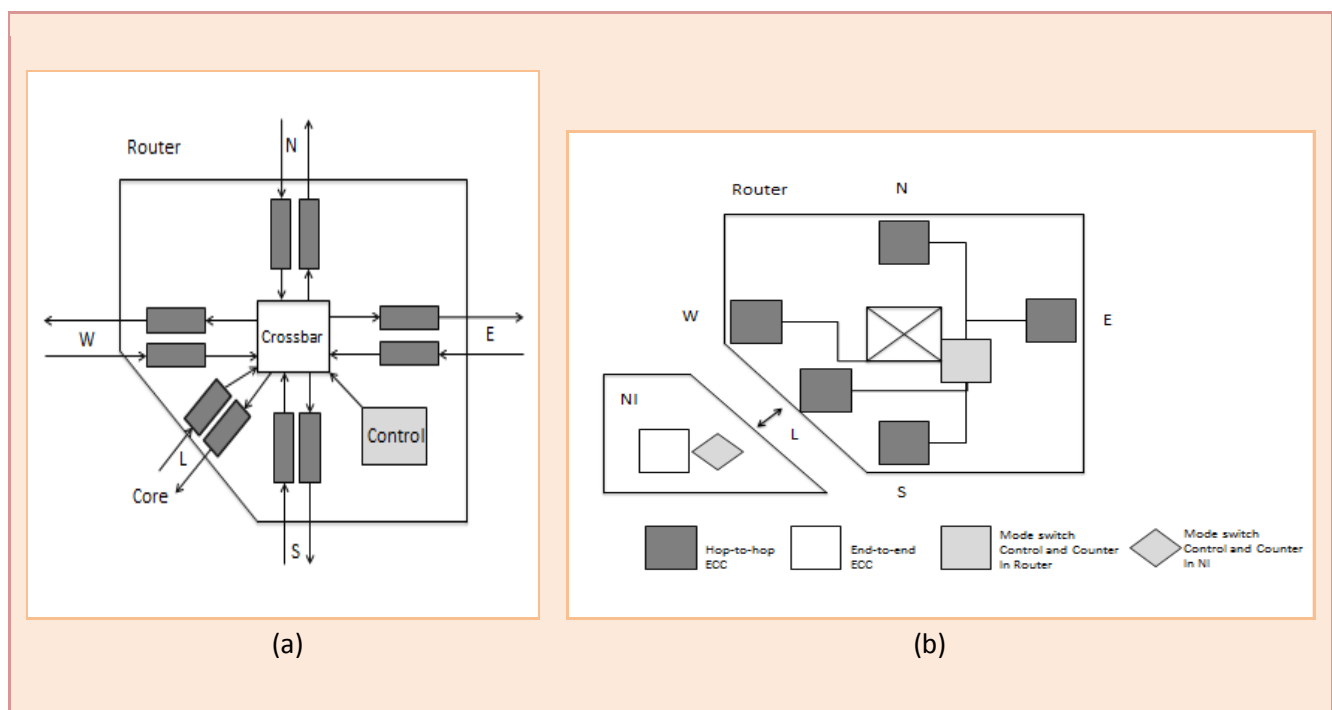 Router
N
W
Crossbar
E
L
Control
Core
S
(a)
Router
N
W
E
NI
L
S
Hop-to-hop
ECC
End-to-end
ECC
Mode switch
Control and Counter
In Router
Mode switch
Control and Counter
In NI
(b)